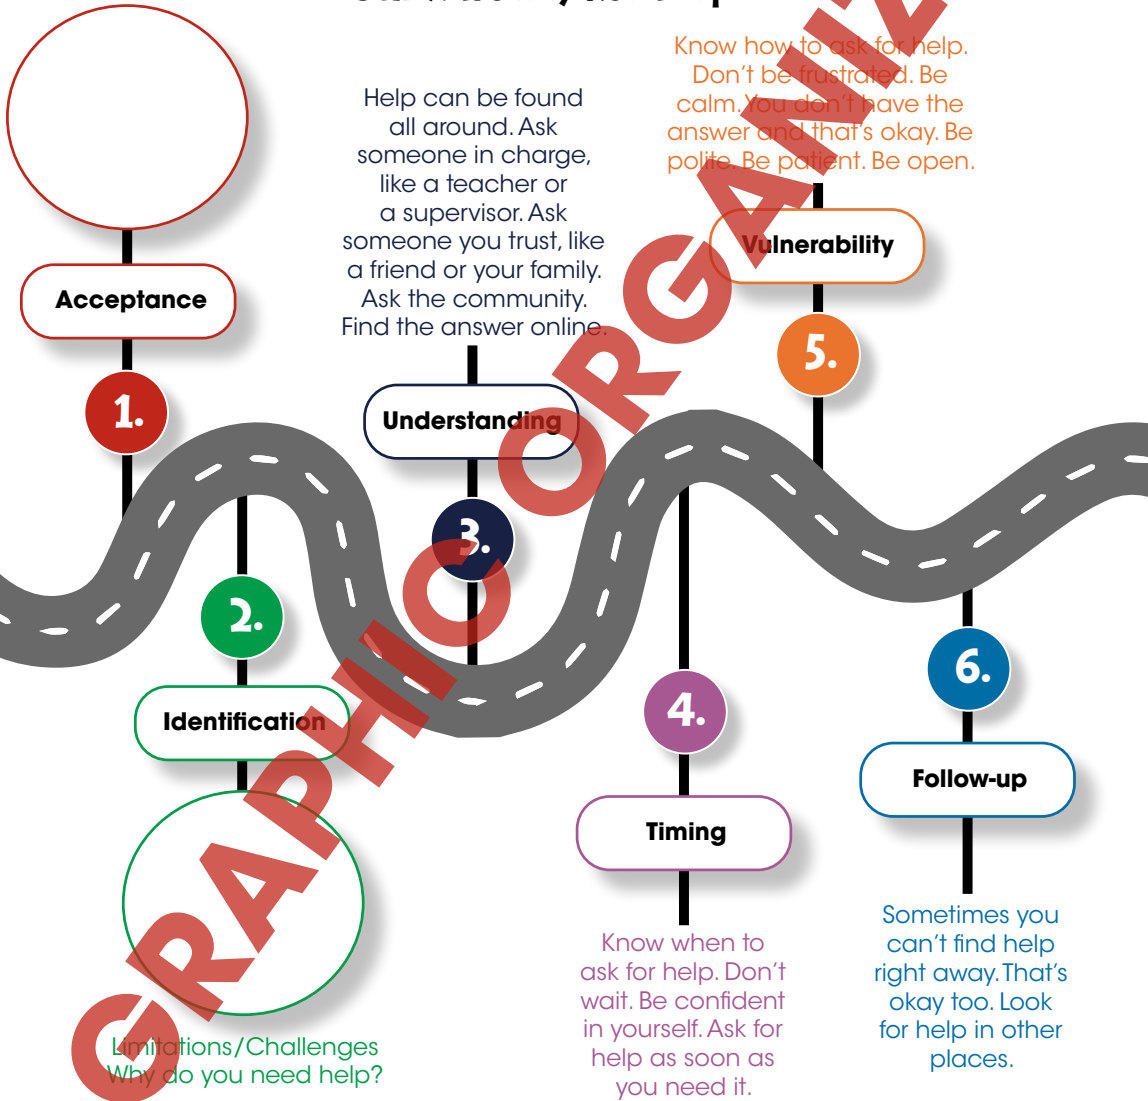 Acceptance
1.
2.
Identification
Limitations/Challenges
Why do you need help?
Help can be found
all around. Ask
someone in charge,
like a teacher or
a supervisor. Ask
someone you trust, like
a friend or your family.
Ask the community.
Find the answer online.
Understanding
3.
4.
Timing
Know when to
ask for help. Don't
wait. Be confident
in yourself. Ask for
help as soon as
you need it.
Know how to ask for help.
Don't be frustrated. Be
calm. You don't have the
answer and that's okay. Be
polite. Be patient. Be open.
Vulnerability
5.
6.
Follow-up
Sometimes you
can't find help
right away. That's
okay too. Look
for help in other
places.
GRAPHIC ORGANIZ